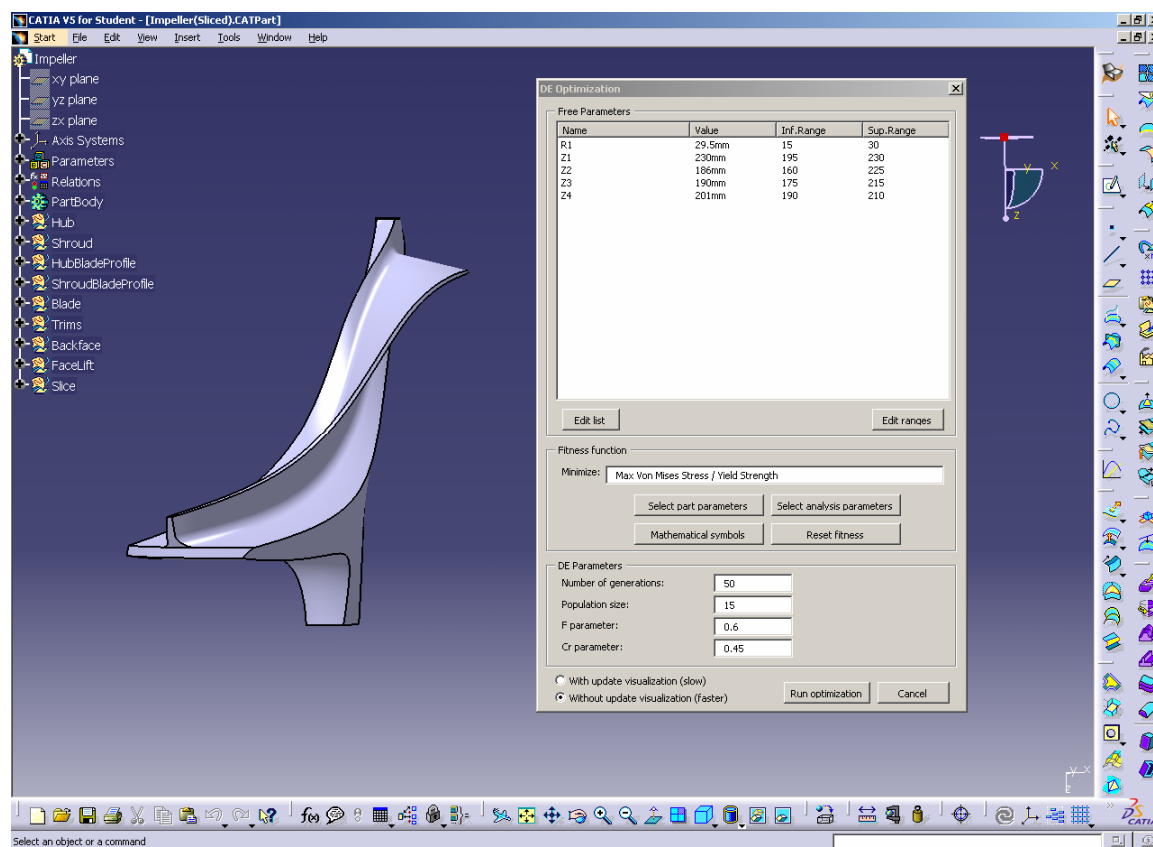 CATIA V5 for Student - [Impeller(Sliced).CATPart]
Start File Edit View Insert Tools Window Help
Impeller
xy plane
yz plane
zx plane
Axis Systems
Parameters
Relations
PartBody
Hub
Shroud
HubBladeProfile
ShroudBladeProfile
Blade
Trims
Backface
FaceLift
Slice
DE Optimization
Free Parameters
Name Value Inf.Range Sup.Range
R1 29.5mm 15 30
Z1 230mm 195 230
Z2 186mm 160 225
Z3 190mm 175 215
Z4 201mm 190 210
Edit list Edit ranges
Fitness function
Minimize: Max Von Mises Stress / Yield Strength
Select part parameters Select analysis parameters
Mathematical symbols Reset fitness
DE Parameters
Number of generations: 50
Population size: 15
F parameter: 0.6
Cr parameter: 0.45
With update visualization (slow)
Without update visualization (faster)
Run optimization Cancel
Y X
Z
y x
z
f(x)
CATIA
Select an object or a command